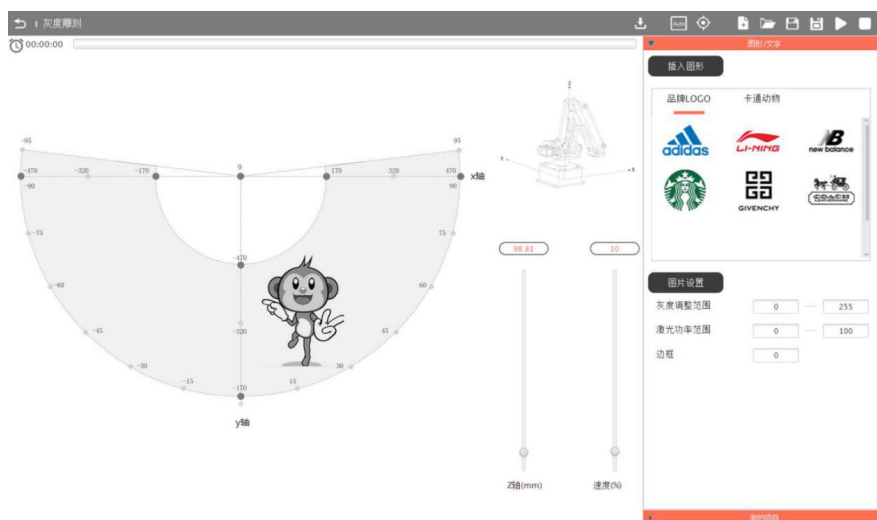 灰度雕刻
Auto
00:00:00
图形/文字
插入图形
品牌LOGO 卡通动物
adidas LI-NING new balance
GIVENCHY COACH
Z
Y
X
-95 0 95
-470 -320 -170 170 320 470 x轴
-90 90
-75 75
-470
98.81 10
-60 60
图片设置
灰度调整范围 0 — 255
-320
-45 45
激光功率范围 0 — 100
边框 0
-30 30
-15 15
-170
y轴
Z轴(mm) 速度(%)